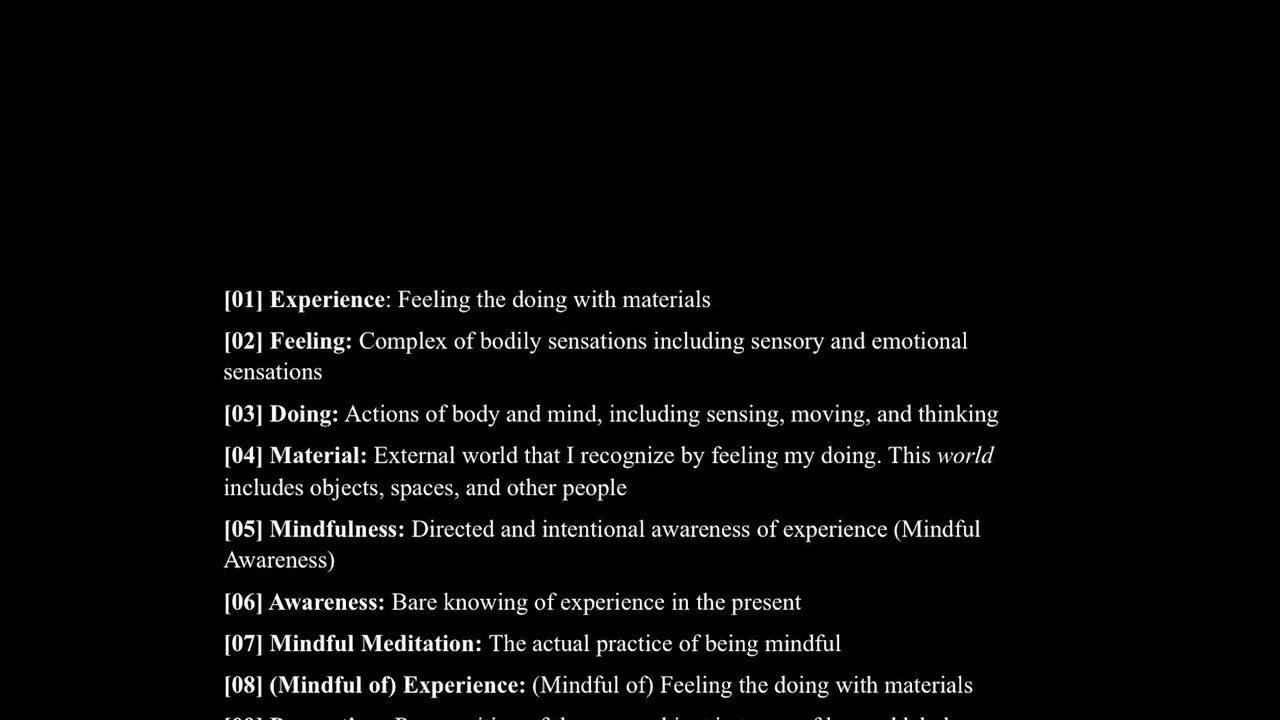 [01] Experience: Feeling the doing with materials
[02] Feeling: Complex of bodily sensations including sensory and emotional
sensations
[03] Doing: Actions of body and mind, including sensing, moving, and thinking
[04] Material: External world that I recognize by feeling my doing. This world
includes objects, spaces, and other people
[05] Mindfulness: Directed and intentional awareness of experience (Mindful
Awareness)
[06] Awareness: Bare knowing of experience in the present
[07] Mindful Meditation: The actual practice of being mindful
[08] (Mindful of) Experience: (Mindful of) Feeling the doing with materials